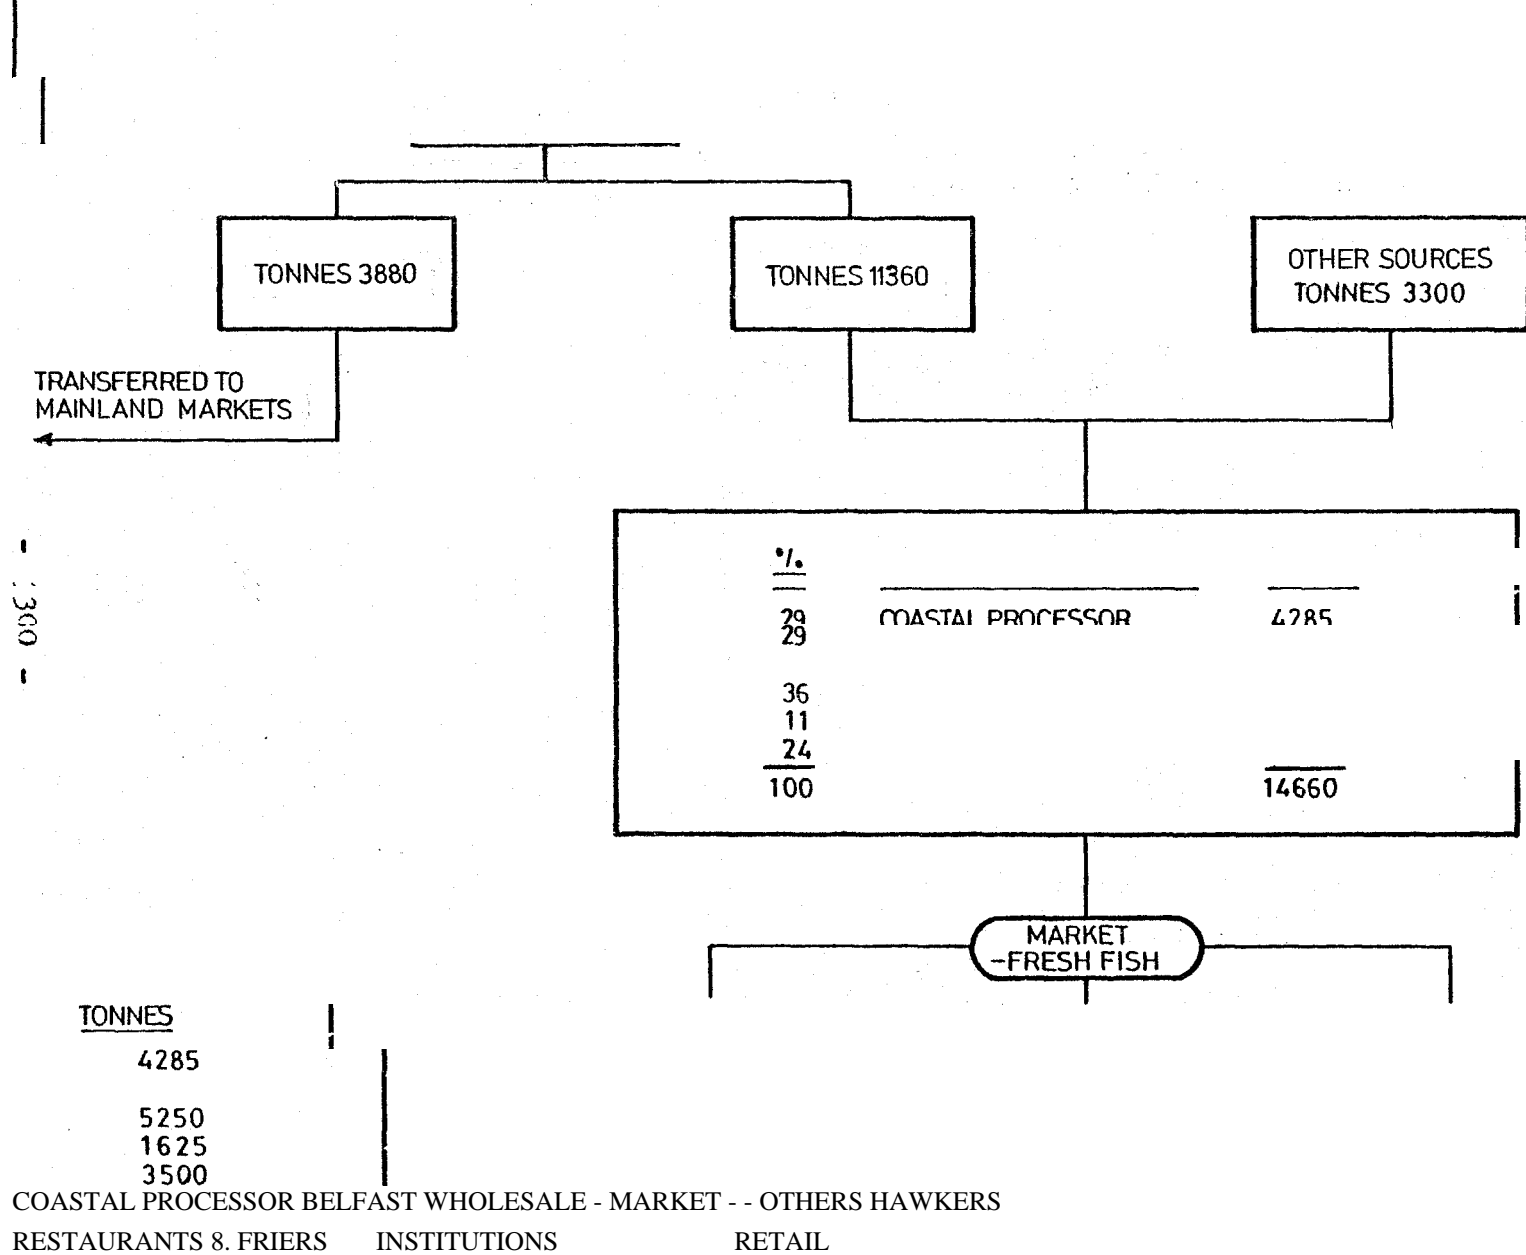 TONNES 3880
TONNES 11360
OTHER SOURCES
TONNES 3300
TRANSFERRED TO
MAINLAND MARKETS
%
29 COASTAL PROCESSOR 4285
29
36
11
24
100 14660
MARKET
-FRESH FISH
TONNES
4285
5250
1625
3500
COASTAL PROCESSOR BELFAST WHOLESALE - MARKET - - OTHERS HAWKERS
RESTAURANTS 8. FRIERS INSTITUTIONS RETAIL